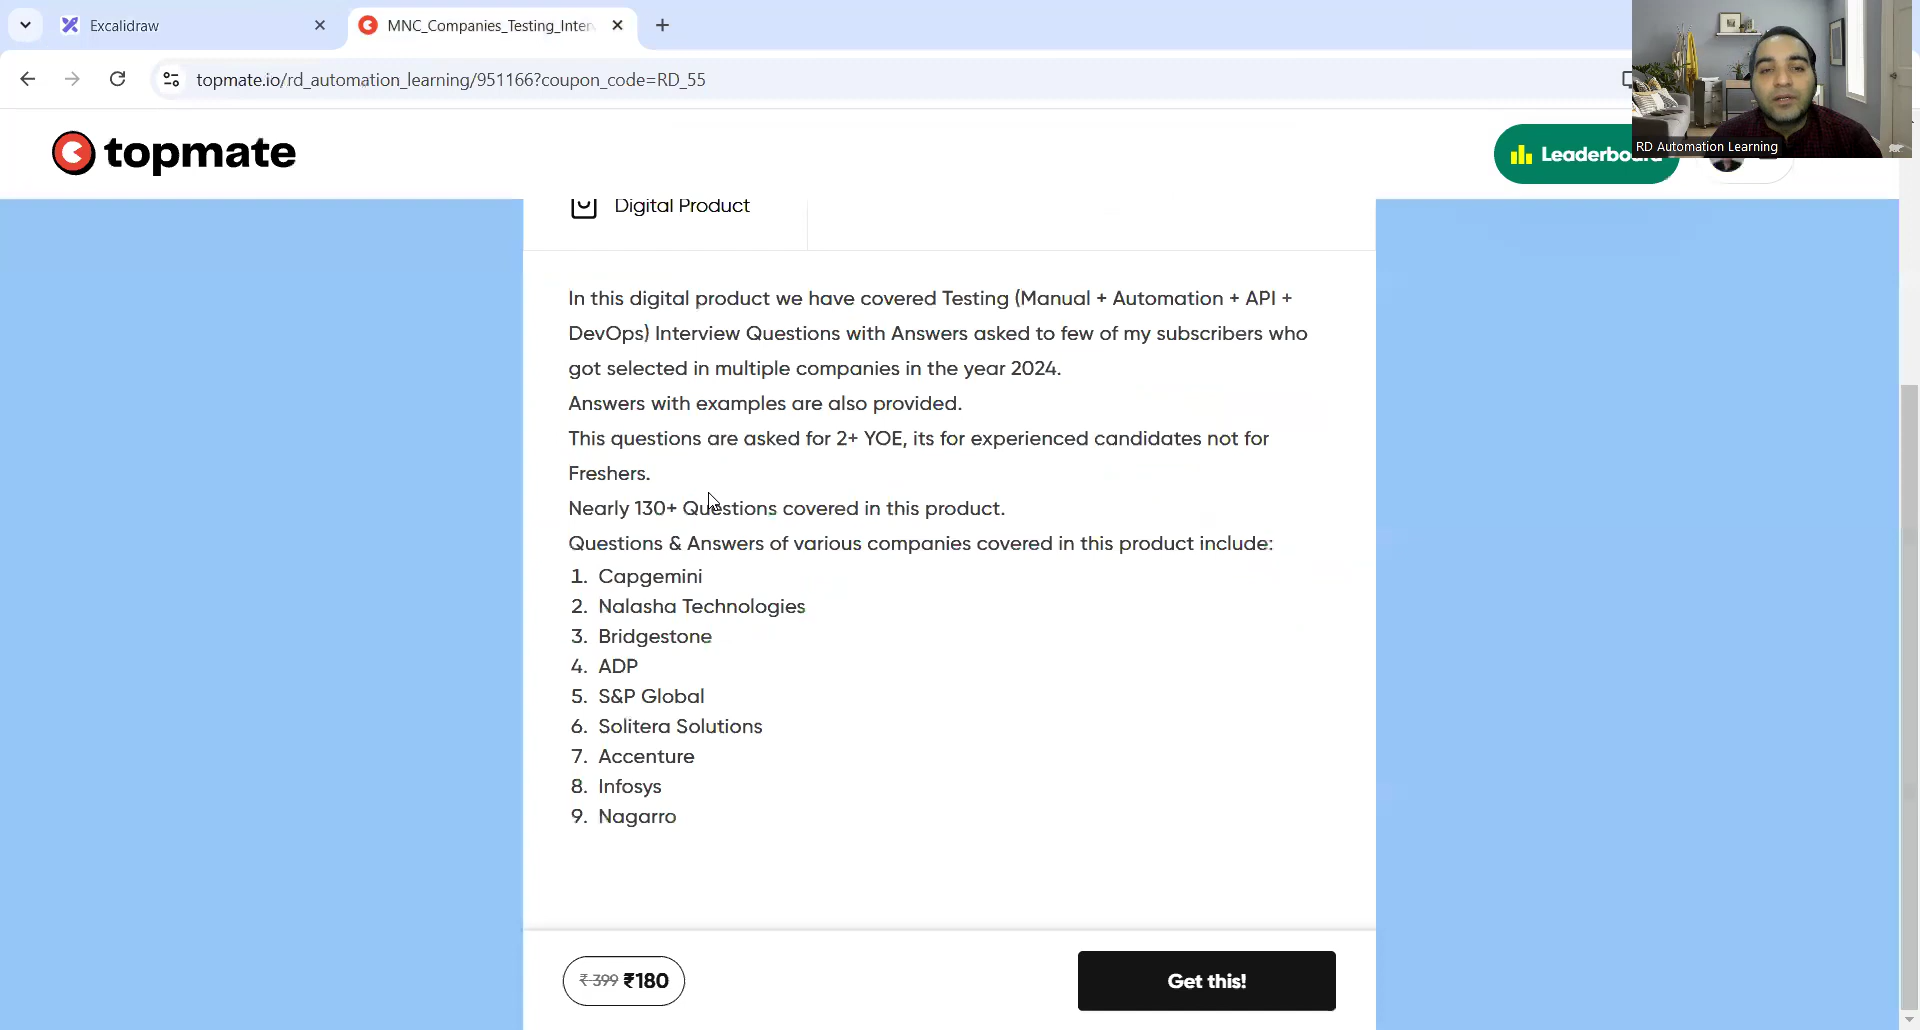 Excalidraw
MNC_Companies_Testing_Inter
topmate.io/rd_automation_learning/951166?coupon_code=RD_55
topmate
Leaderboard
RD Automation Learning
Digital Product
In this digital product we have covered Testing (Manual + Automation + API +
DevOps) Interview Questions with Answers asked to few of my subscribers who
got selected in multiple companies in the year 2024.
Answers with examples are also provided.
This questions are asked for 2+ YOE, its for experienced candidates not for
Freshers.
Nearly 130+ Questions covered in this product.
Questions & Answers of various companies covered in this product include:
1. Capgemini
2. Nalasha Technologies
3. Bridgestone
4. ADP
5. S&P Global
6. Solitera Solutions
7. Accenture
8. Infosys
9. Nagarro
₹ 399 ₹180
Get this!